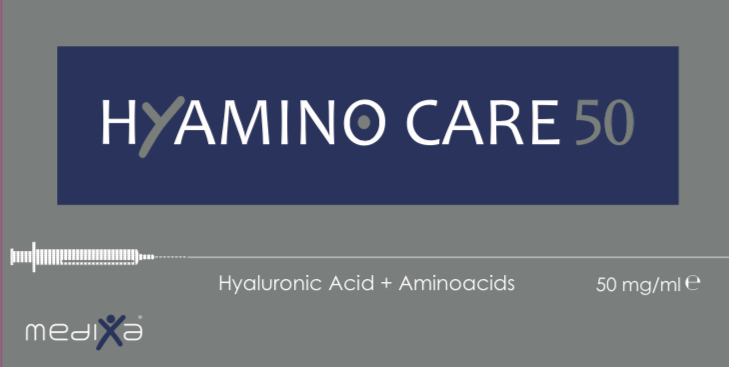 HYAMINO CARE 50
Hyaluronic Acid + Aminoacids
50 mg/ml ℮
medixa®